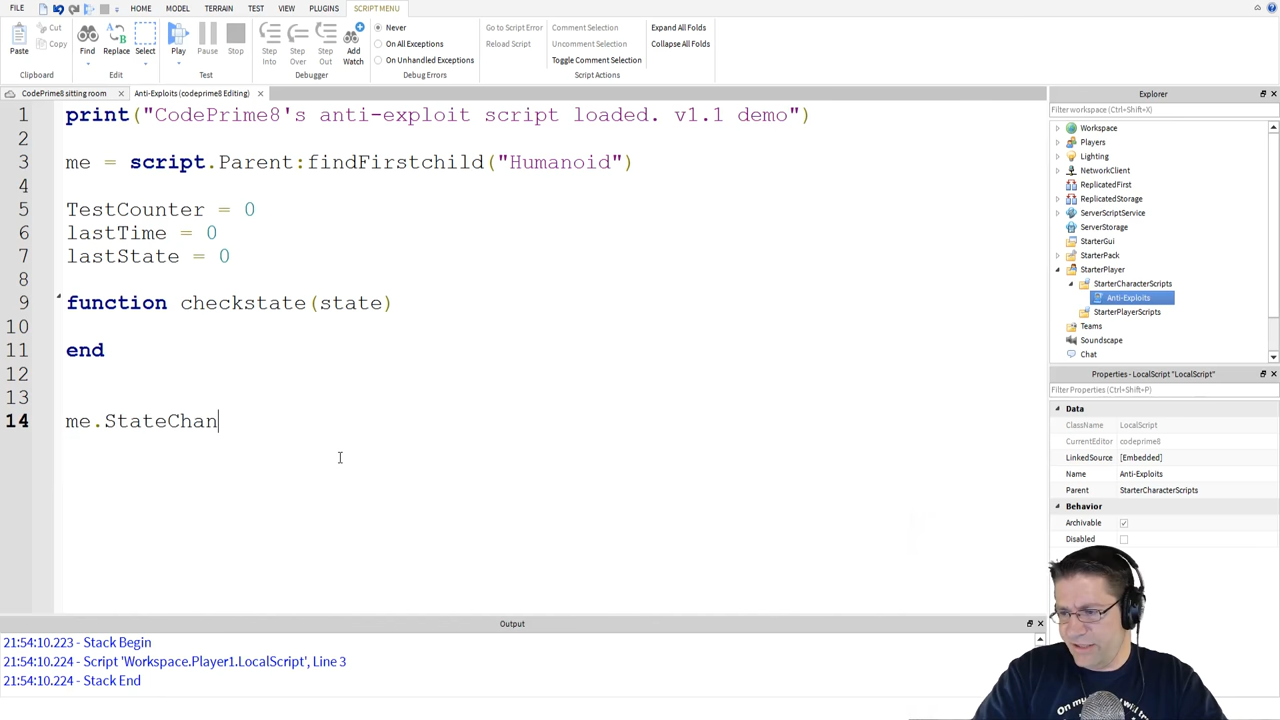 FILE HOME MODEL TERRAIN TEST VIEW PLUGINS SCRIPT MENU
Paste Cut Copy Clipboard
Find Replace Select Edit
Play Pause Stop Test
Step Into Step Over Step Out Add Watch Debugger
Never
On All Exceptions
On Unhandled Exceptions
Debug Errors
Go to Script Error
Reload Script
Comment Selection
Uncomment Selection
Toggle Comment Selection
Script Actions
Expand All Folds
Collapse All Folds
CodePrime8 sitting room x Anti-Exploits (codeprime8 Editing) x
1 print("CodePrime8's anti-exploit script loaded. v1.1 demo")
2
3 me = script.Parent:findFirstchild("Humanoid")
4
5 TestCounter = 0
6 lastTime = 0
7 lastState = 0
8
9 function checkstate(state)
10
11 end
12
13
14 me.StateChan
Explorer
Filter workspace (Ctrl+Shift+X)
Workspace
Players
Lighting
NetworkClient
ReplicatedFirst
ReplicatedStorage
ServerScriptService
ServerStorage
StarterGui
StarterPack
StarterPlayer
StarterCharacterScripts
Anti-Exploits
StarterPlayerScripts
Teams
Soundscape
Chat
Properties - LocalScript "LocalScript"
Filter Properties (Ctrl+Shift+P)
Data
ClassName LocalScript
CurrentEditor codeprime8
LinkedSource [Embedded]
Name Anti-Exploits
Parent StarterCharacterScripts
Behavior
Archivable
Disabled
Output
21:54:10.223 - Stack Begin
21:54:10.224 - Script 'Workspace.Player1.LocalScript', Line 3
21:54:10.224 - Stack End
On my
will